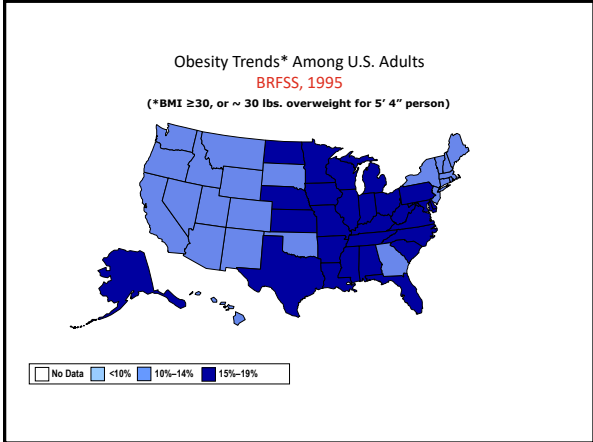 Obesity Trends* Among U.S. Adults
BRFSS, 1995
(*BMI ≥30, or ~ 30 lbs. overweight for 5’ 4” person)
No Data <10% 10%–14% 15%–19%